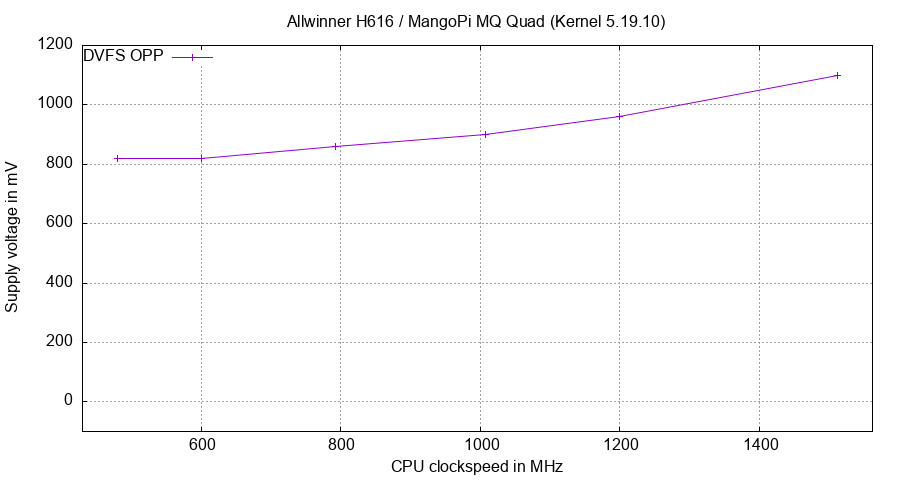 Allwinner H616 / MangoPi MQ Quad (Kernel 5.19.10)
1200
DVFS OPP
1000
800
600
400
200
0
Supply voltage in mV
600 800 1000 1200 1400
CPU clockspeed in MHz